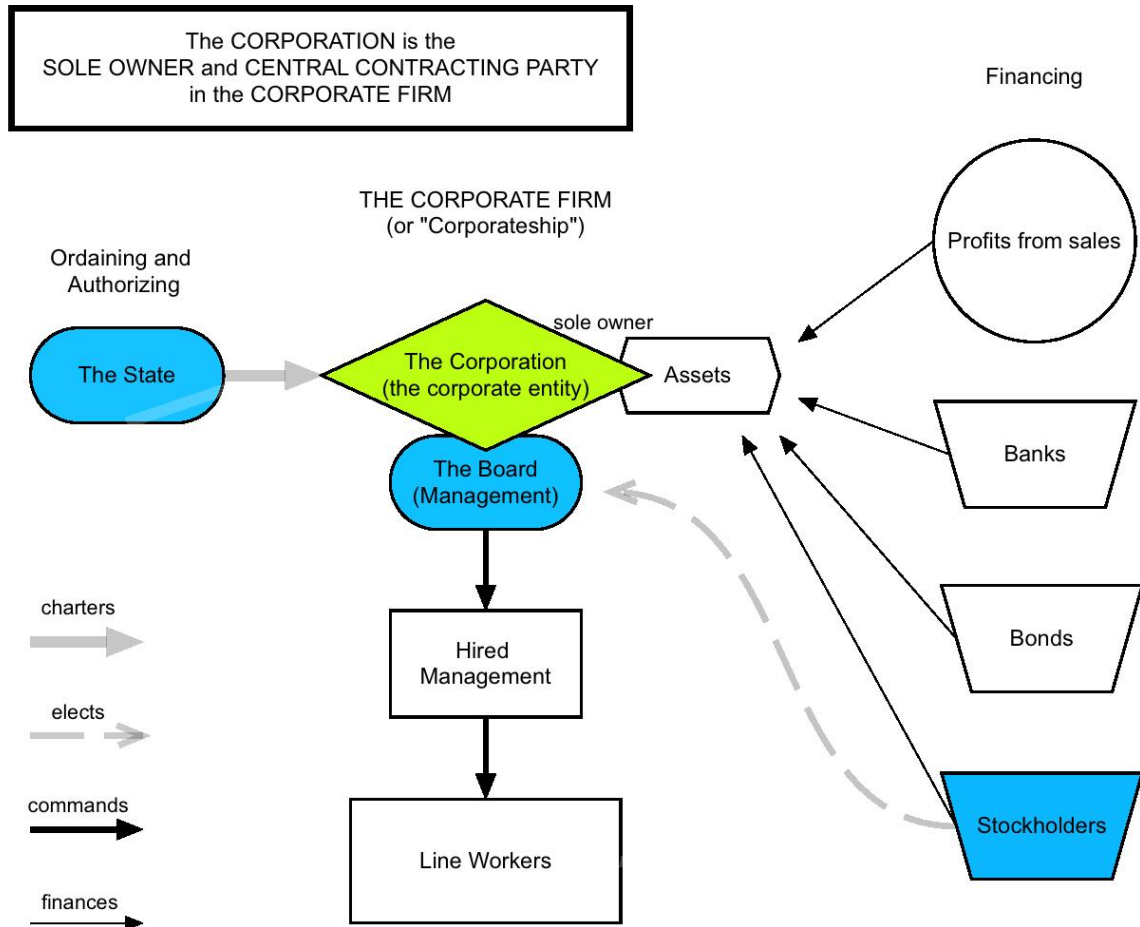 The CORPORATION is the
SOLE OWNER and CENTRAL CONTRACTING PARTY
in the CORPORATE FIRM
Financing
THE CORPORATE FIRM
(or "Corporateship")
Profits from sales
Ordaining and
Authorizing
sole owner
The State
The Corporation
(the corporate entity)
Assets
The Board
(Management)
Banks
charters
Hired
Management
Bonds
elects
commands
Line Workers
Stockholders
finances